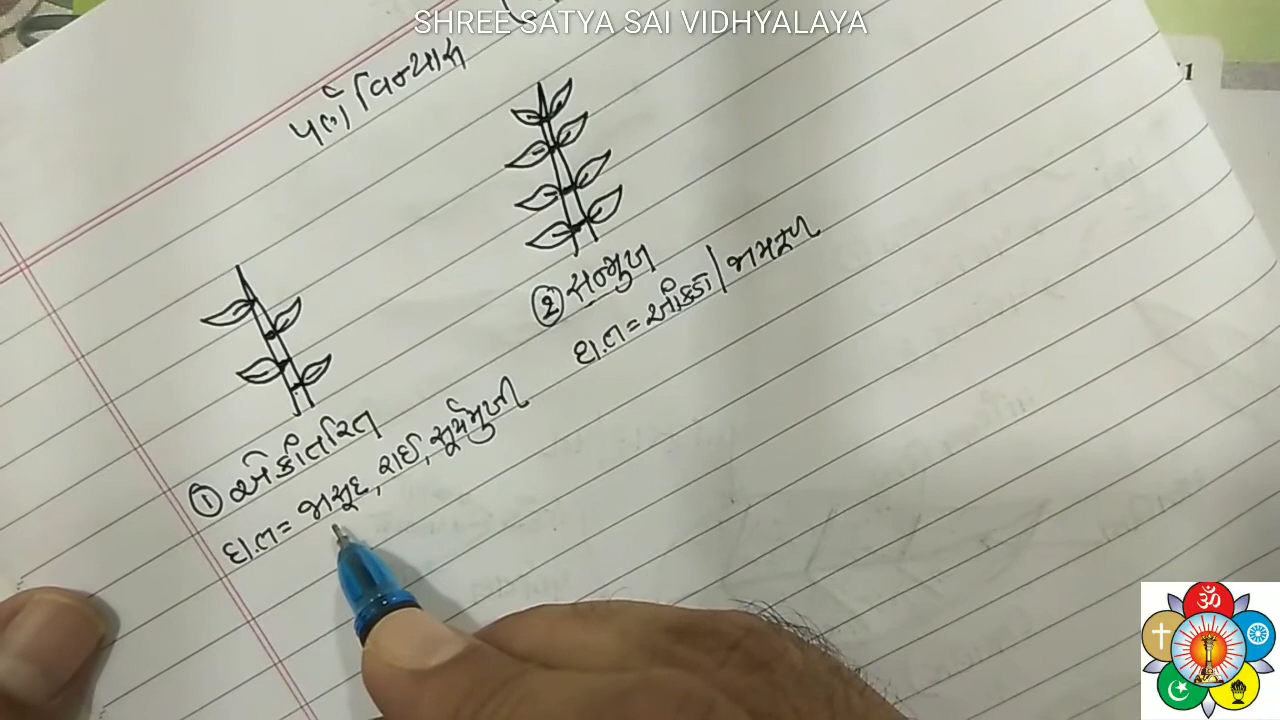 SHREE SATYA SAI VIDHYALAYA
પર્ણ વિન્યાસ
① એકાંતરિત
દા.ત = જાસૂદ, રાઈ, સૂર્યમુખી
② સન્મુખ
દા.ત = આંકડો / જામફળ